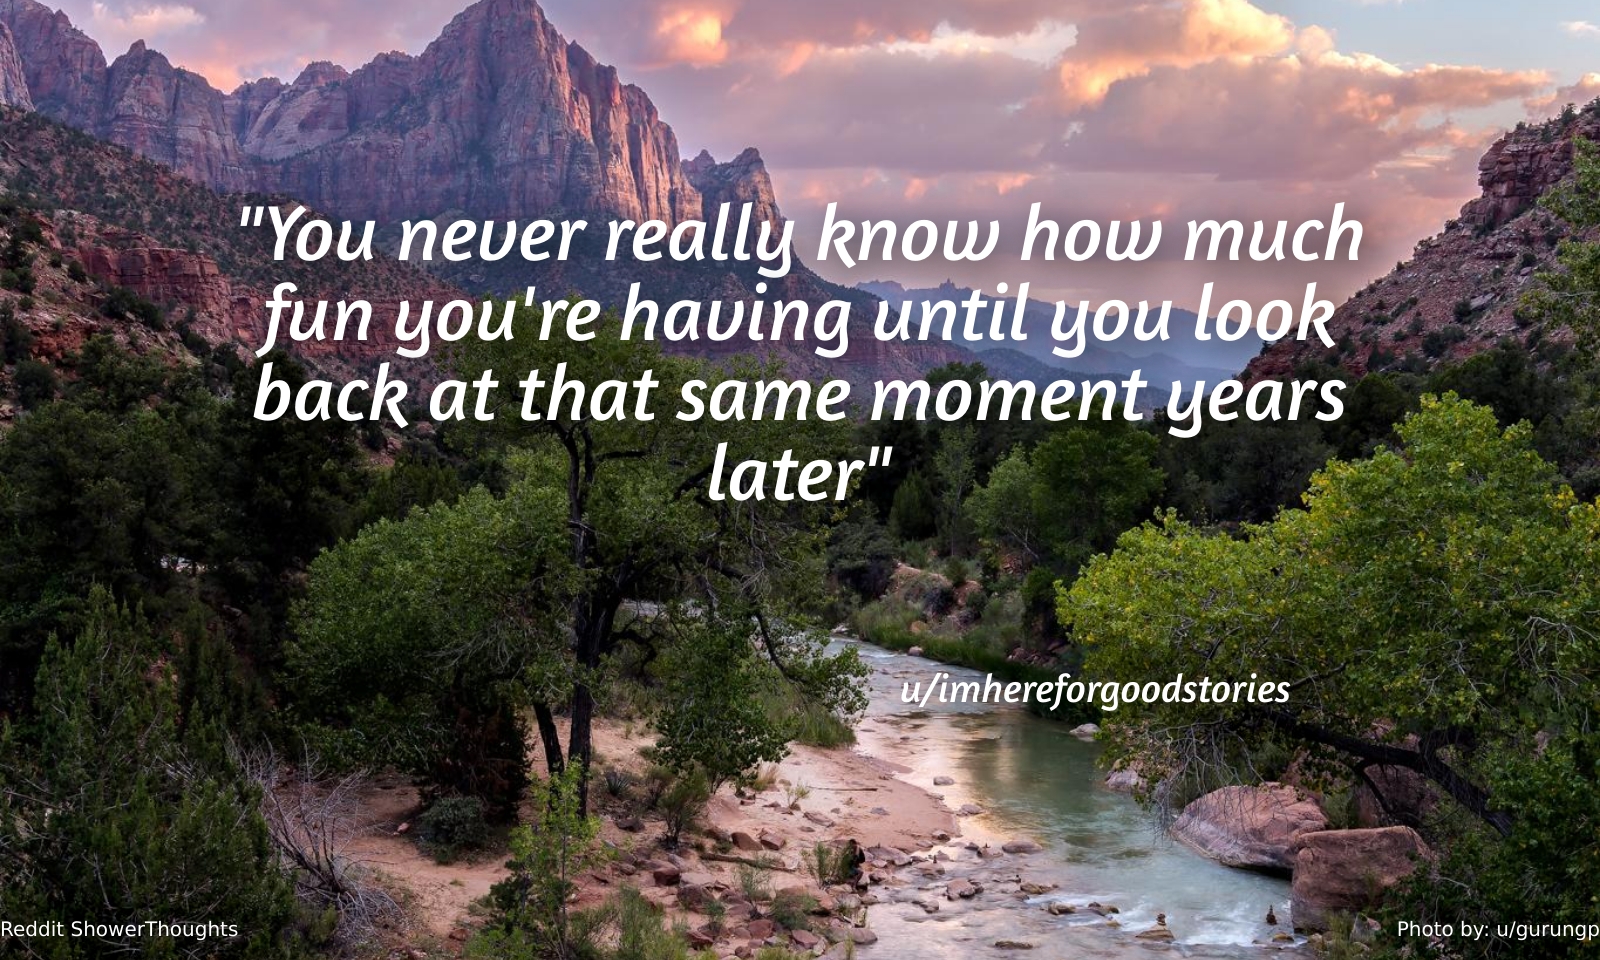 "You never really know how much
fun you're having until you look
back at that same moment years
later"
u/imhereforgoodstories
Reddit ShowerThoughts
Photo by: u/gurungp